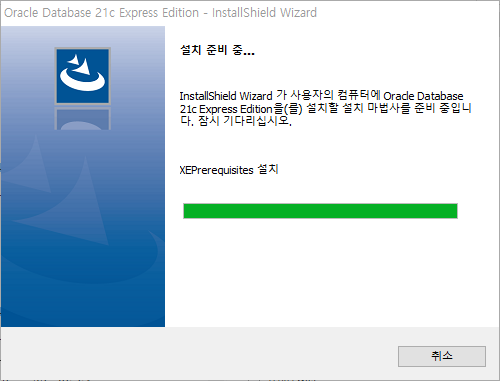 Oracle Database 21c Express Edition - InstallShield Wizard
설치 준비 중...
InstallShield Wizard 가 사용자의 컴퓨터에 Oracle Database
21c Express Edition을(를) 설치할 설치 마법사를 준비 중입니
다. 잠시 기다리십시오.
XEPrerequisites 설치
취소